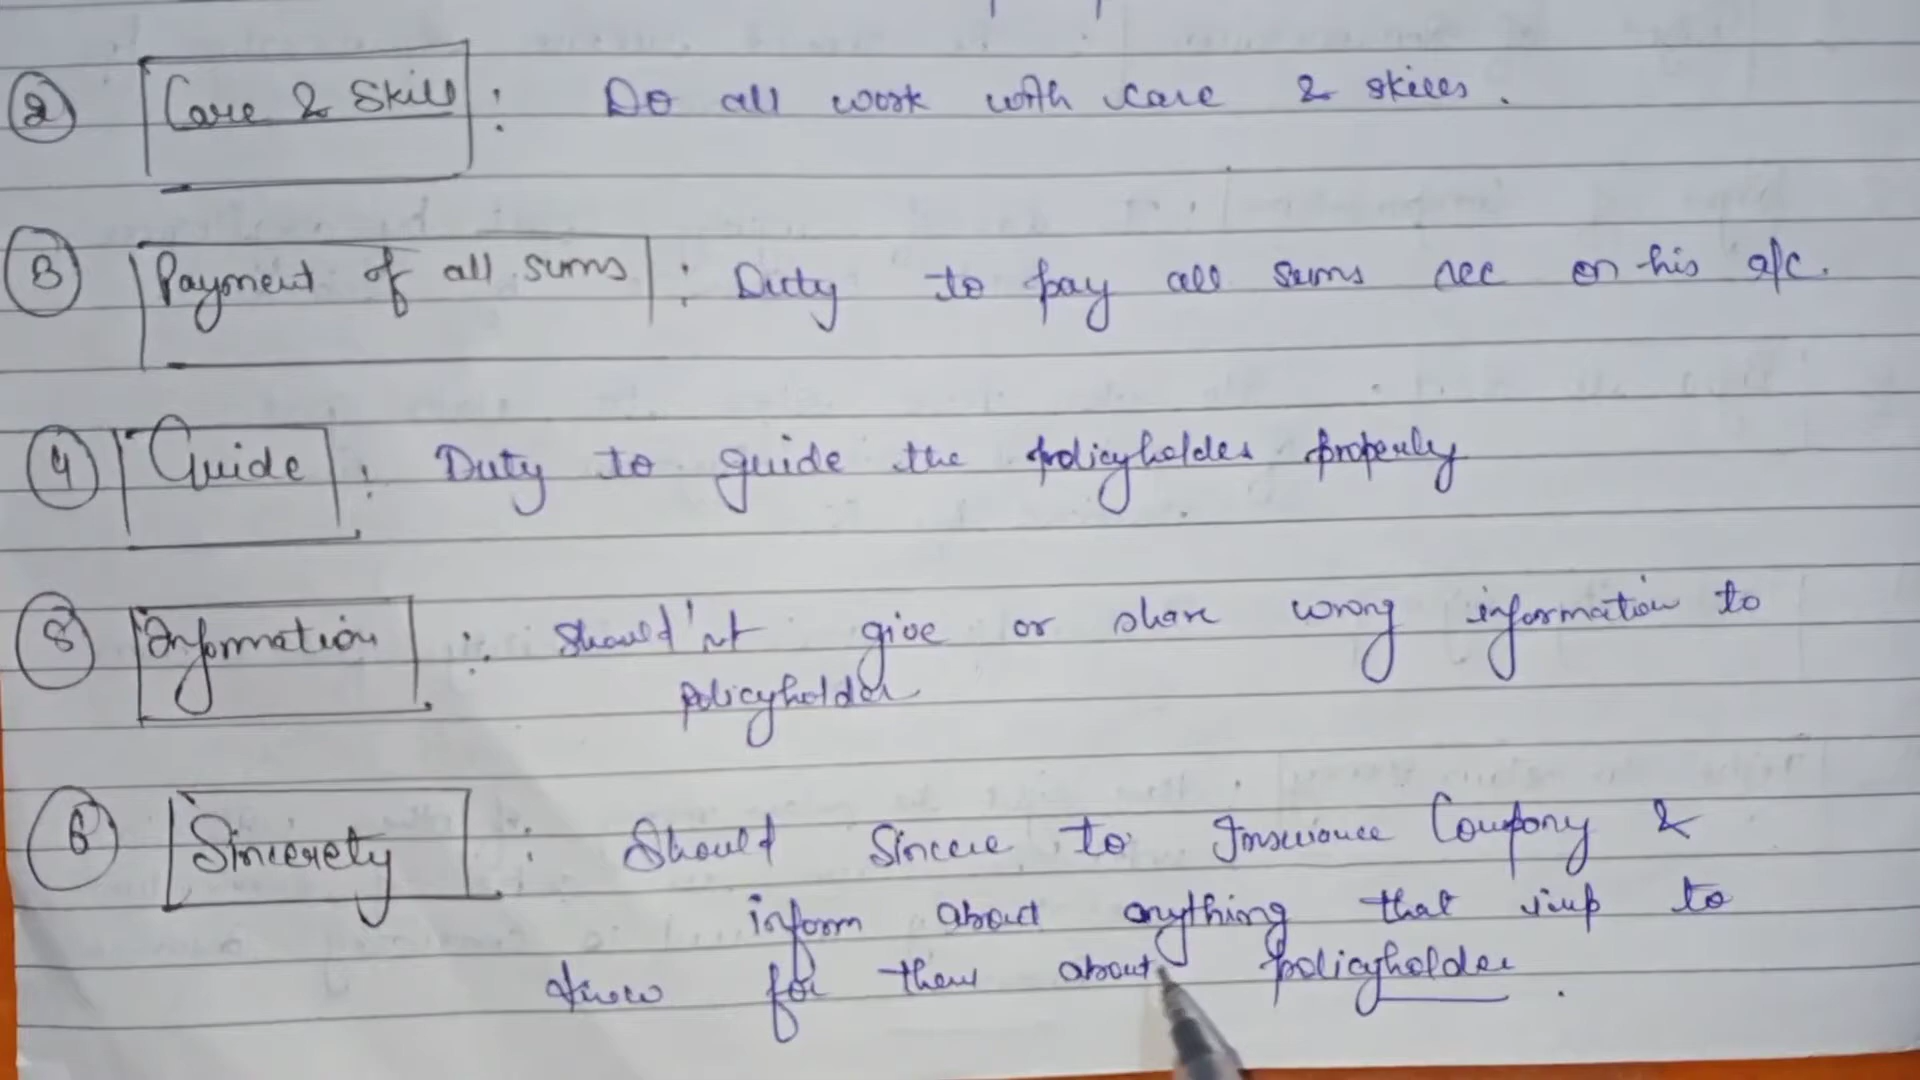 ② Care & Skill : Do all work with care & skills.
③ Payment of all sums : Duty to pay all sums rec on his a/c.
④ Guide : Duty to guide the policyholder properly
⑤ Information : Should'nt give or share wrong information to
policyholder
⑥ Sincerety : Should Sincere to Insurance Company &
inform about anything that imp to
know for them about policyholder.